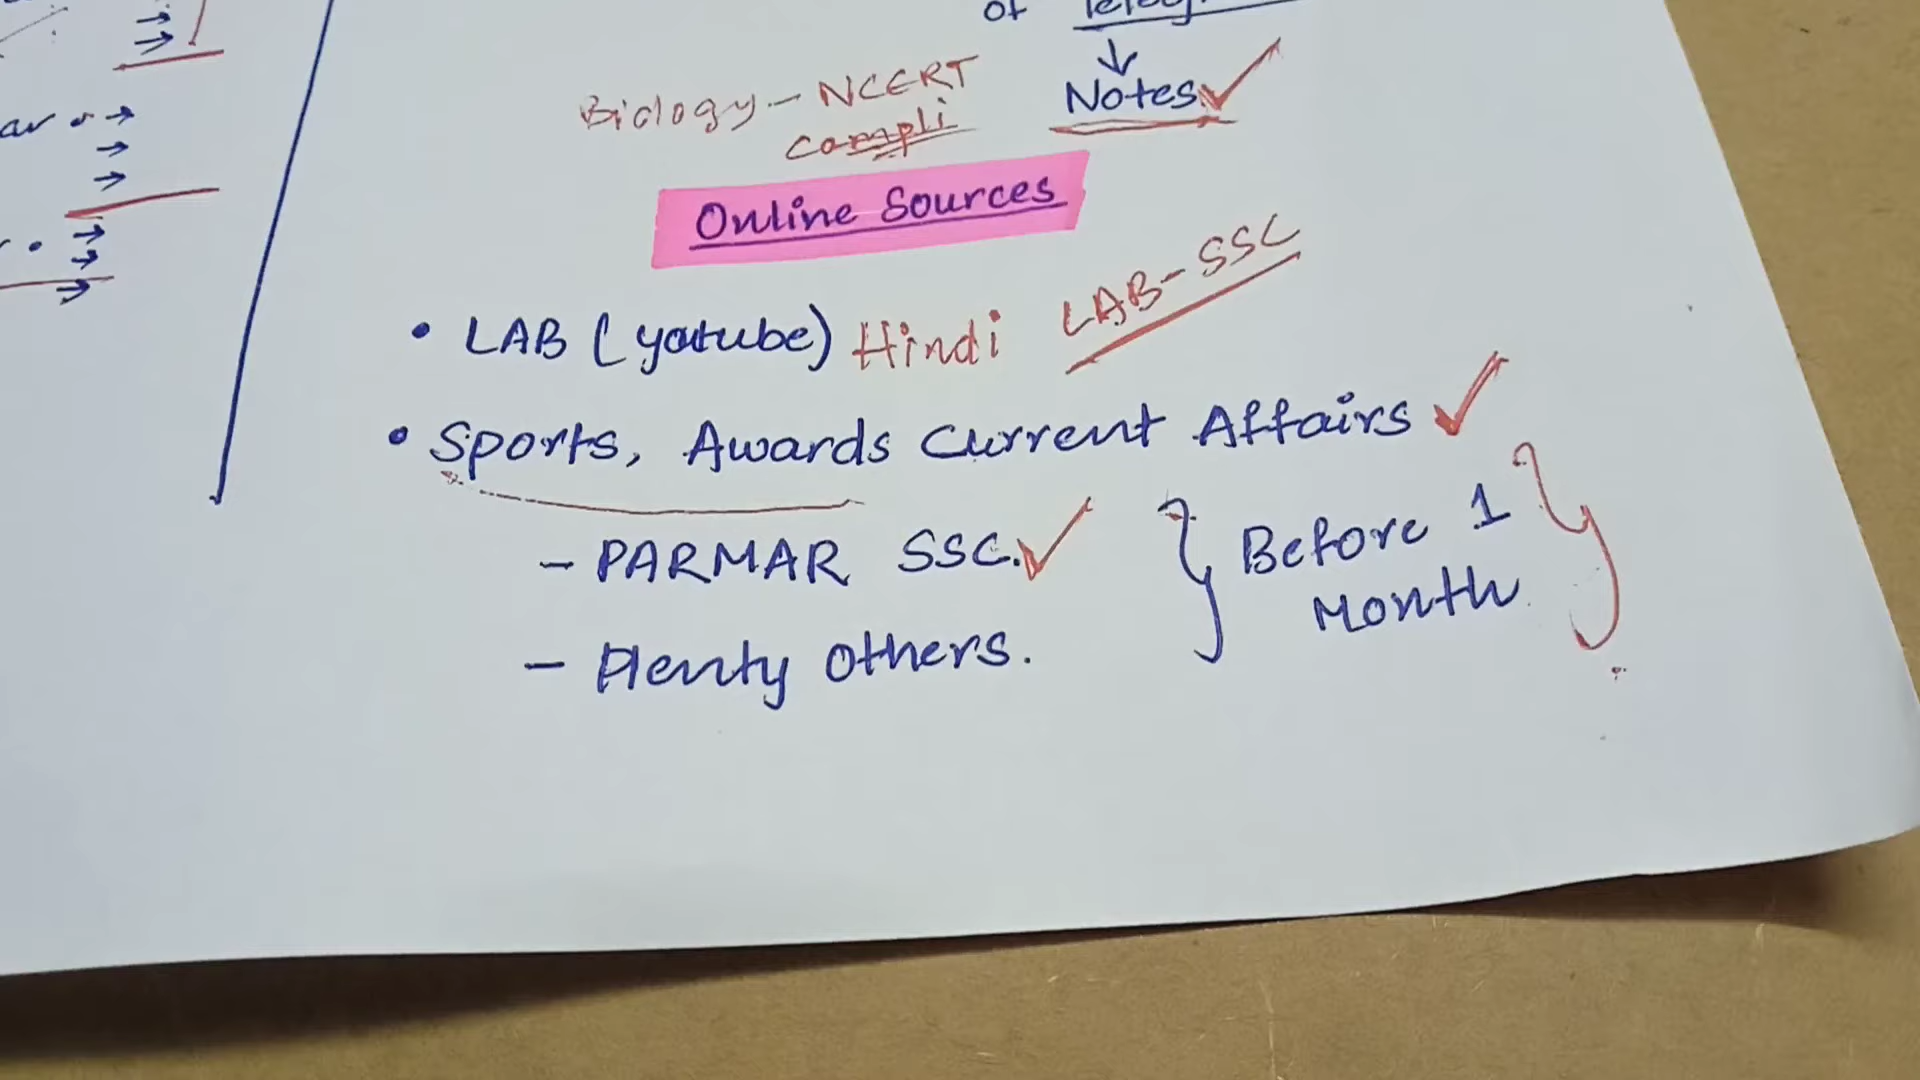 of
Notes
Biology - NCERT
compli
Online Sources
• LAB (yotube) Hindi LAB-SSC
• Sports, Awards Current Affairs
- PARMAR SSC.
- Plenty others.
Before 1
Month